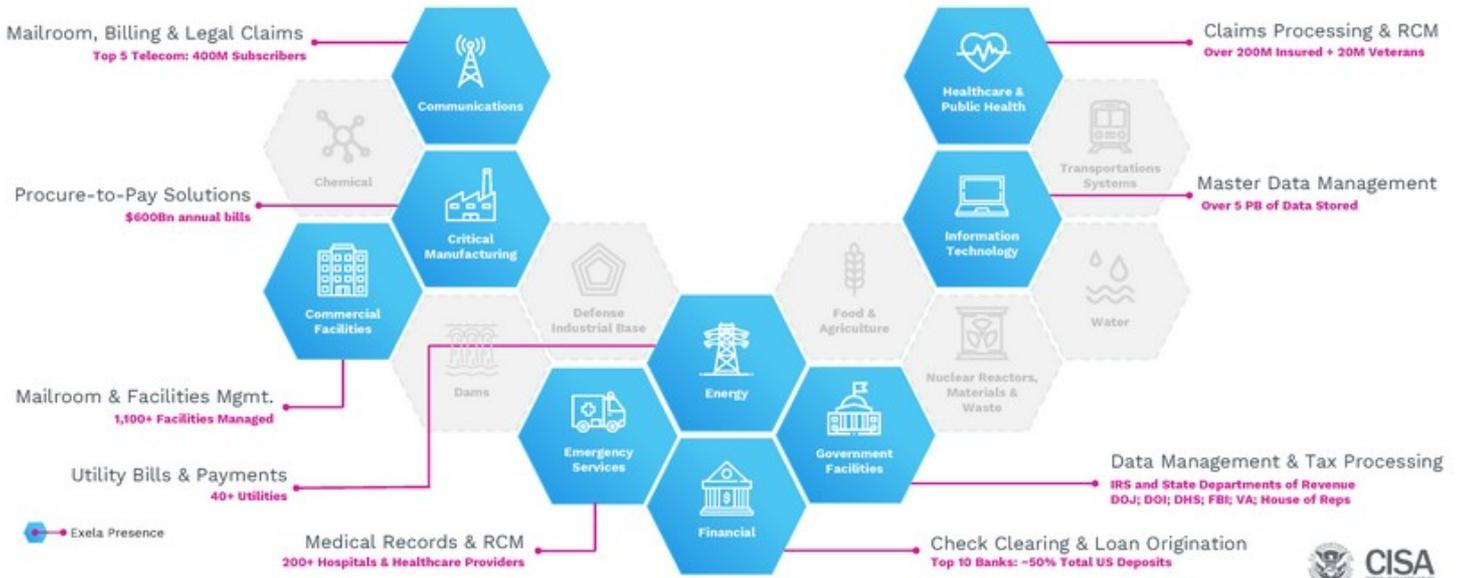 Mailroom, Billing & Legal Claims
Top 5 Telecom: 400M Subscribers
Communications
Healthcare &
Public Health
Claims Processing & RCM
Over 200M Insured + 20M Veterans
Chemical
Transportations
Systems
Procure-to-Pay Solutions
$600Bn annual bills
Critical
Manufacturing
Information
Technology
Master Data Management
Over 5 PB of Data Stored
Commercial
Facilities
Defense
Industrial Base
Food &
Agriculture
Water
Dams
Energy
Nuclear Reactors,
Materials &
Waste
Mailroom & Facilities Mgmt.
1,100+ Facilities Managed
Emergency
Services
Government
Facilities
Utility Bills & Payments
40+ Utilities
Data Management & Tax Processing
IRS and State Departments of Revenue
DOJ; DOI; DHS; FBI; VA; House of Reps
$
Financial
Exela Presence
Medical Records & RCM
200+ Hospitals & Healthcare Providers
Check Clearing & Loan Origination
Top 10 Banks: ~50% Total US Deposits
CISA